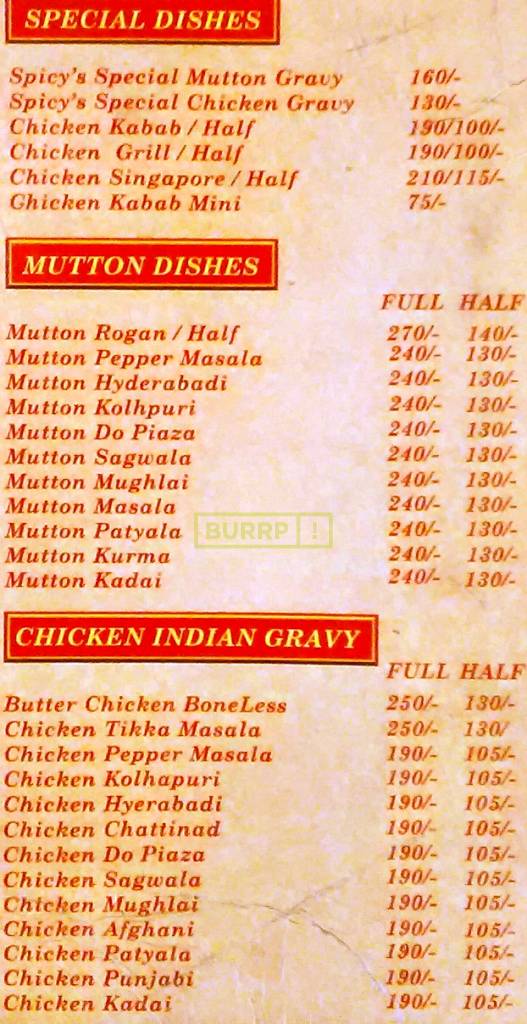 SPECIAL DISHES
Spicy's Special Mutton Gravy 160/-
Spicy's Special Chicken Gravy 130/-
Chicken Kabab / Half 190/100/-
Chicken Grill / Half 190/100/-
Chicken Singapore / Half 210/115/-
Ghicken Kabab Mini 75/-
MUTTON DISHES
FULL HALF
Mutton Rogan / Half 270/- 140/-
Mutton Pepper Masala 240/- 130/-
Mutton Hyderabadi 240/- 130/-
Mutton Kolhpuri 240/- 130/-
Mutton Do Piaza 240/- 130/-
Mutton Sagwala 240/- 130/-
Mutton Mughlai 240/- 130/-
Mutton Masala 240/- 130/-
Mutton Patyala 240/- 130/-
BURRP !
Mutton Kurma 240/- 130/-
Mutton Kadai 240/- 130/-
CHICKEN INDIAN GRAVY
FULL HALF
Butter Chicken BoneLess 250/- 130/-
Chicken Tikka Masala 250/- 130/
Chicken Pepper Masala 190/- 105/-
Chicken Kolhapuri 190/- 105/-
Chicken Hyerabadi 190/- 105/-
Chicken Chattinad 190/- 105/-
Chicken Do Piaza 190/- 105/-
Chicken Sagwala 190/- 105/-
Chicken Mughlai 190/- 105/-
Chicken Afghani 190/- 105/-
Chicken Patyala 190/- 105/-
Chicken Punjabi 190/- 105/-
Chicken Kadai 190/- 105/-